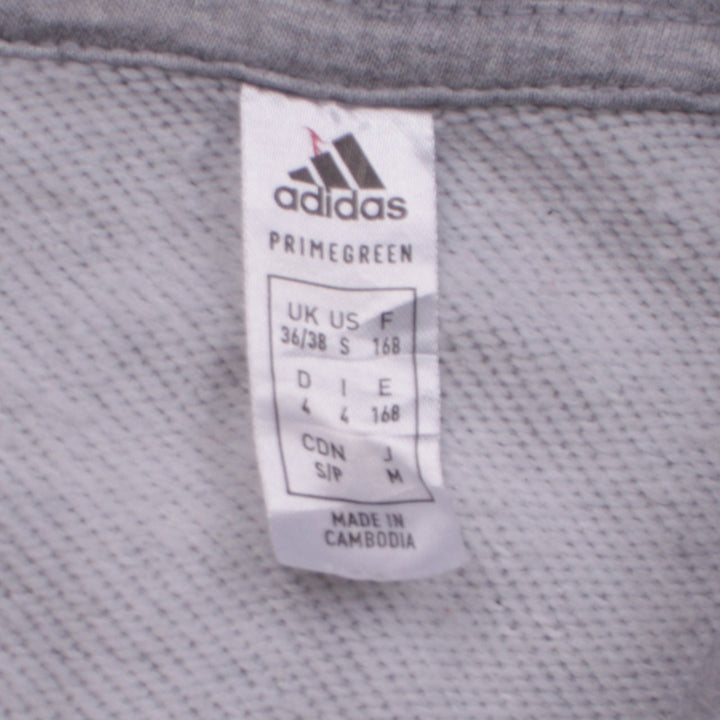 adidas
PRIMEGREEN
UK US F
36/38 S 168
D I E
4 4 168
CDN J
S/P M
MADE IN
CAMBODIA